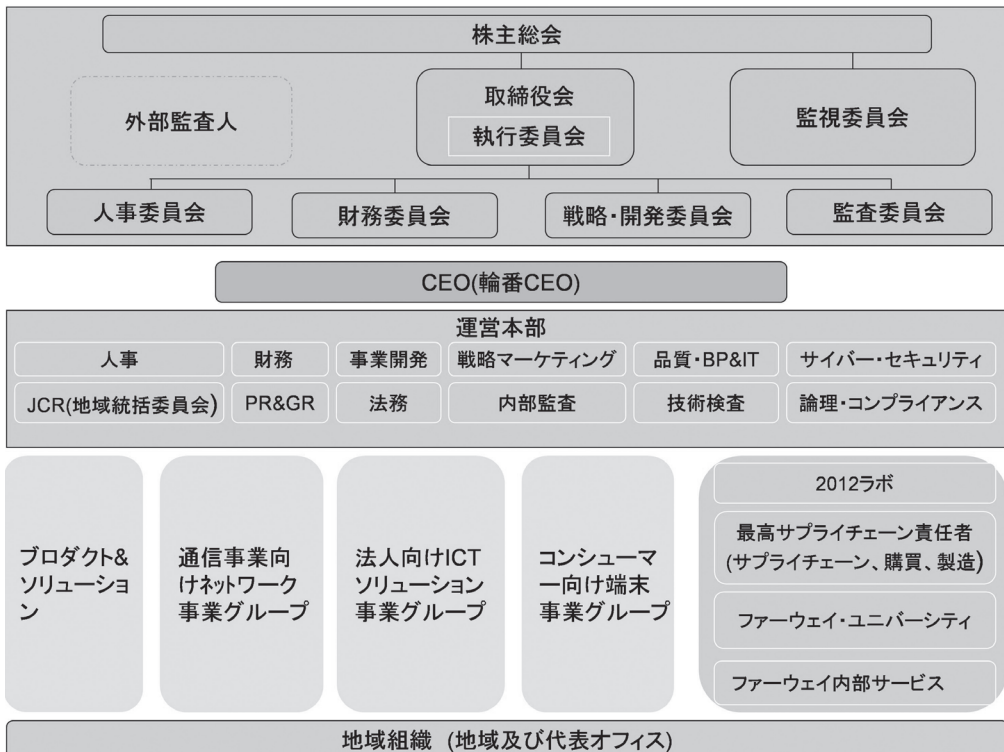 株主総会
外部監査人
取締役会
執行委員会
監視委員会
人事委員会
財務委員会
戦略・開発委員会
監査委員会
CEO(輪番CEO)
運営本部
人事
財務
事業開発
戦略マーケティング
品質・BP&IT
サイバー・セキュリティ
JCR(地域統括委員会)
PR&GR
法務
内部監査
技術検査
論理・コンプライアンス
ブロダクト&
ソリューショ
ン
通信事業向
けネットワーク
事業グループ
法人向けICT
ソリューション
事業グループ
コンシューマ
ー向け端末
事業グループ
2012ラボ
最高サプライチェーン責任者
(サプライチェーン、購買、製造)
ファーウェイ・ユニバーシティ
ファーウェイ内部サービス
地域組織 (地域及び代表オフィス)